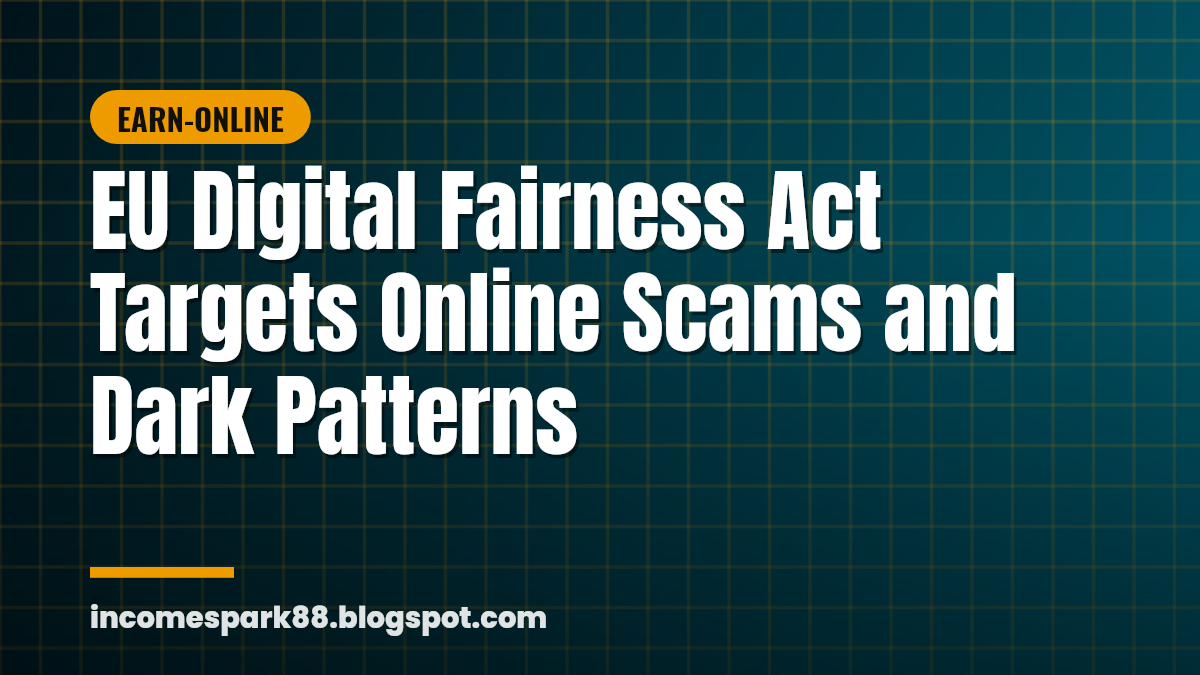 EARN-ONLINE
EU Digital Fairness Act
Targets Online Scams and
Dark Patterns
incomespark88.blogspot.com